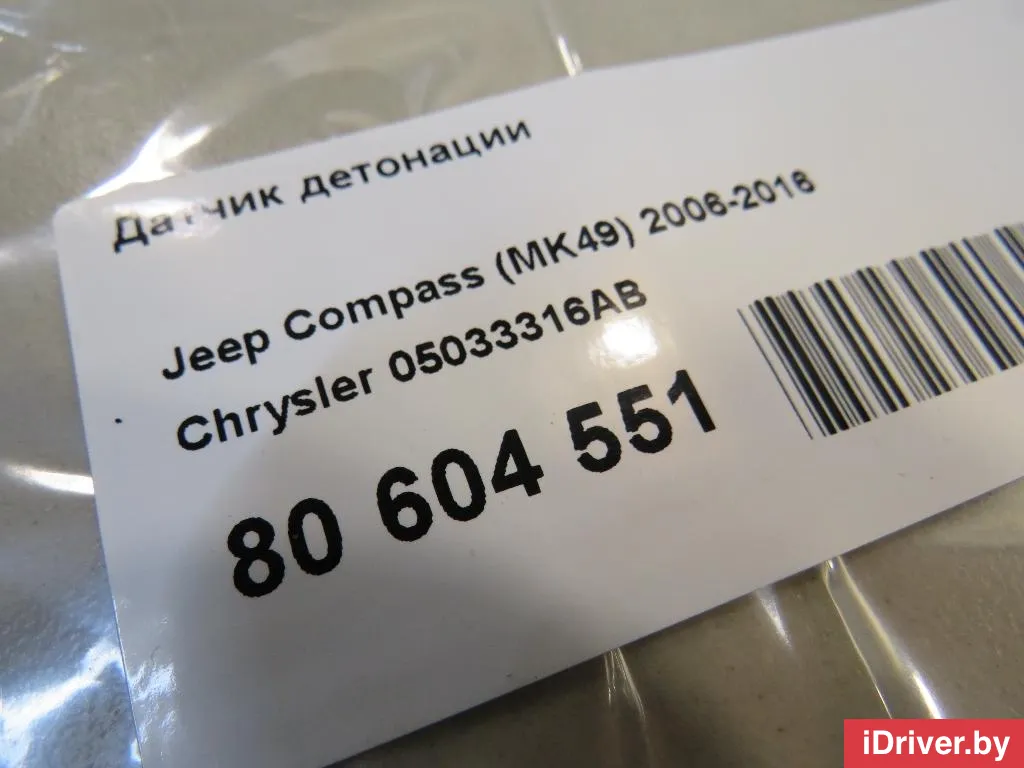 Датчик детонации
Jeep Compass (MK49) 2006-2016
Chrysler 05033316AB
80 604 551
iDriver.by